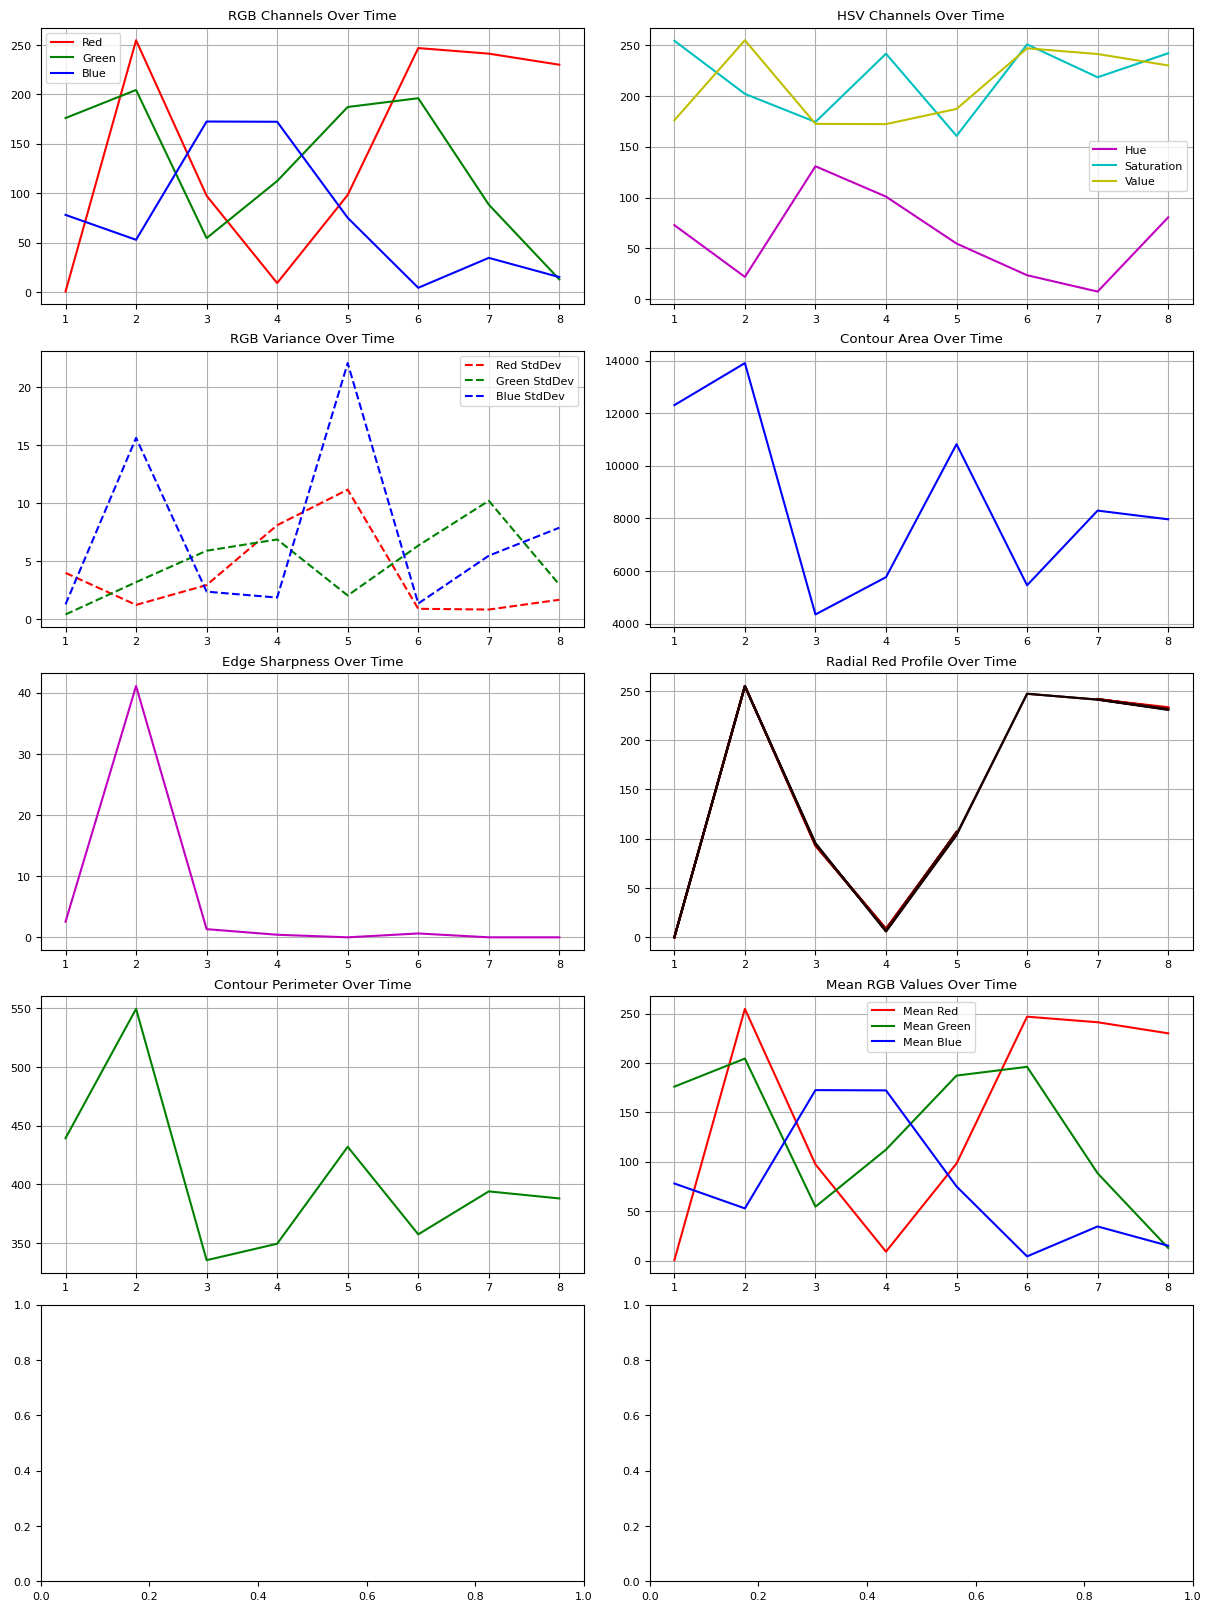 RGB Channels Over Time
250
200
150
100
50
0
Red
Green
Blue
1 2 3 4 5 6 7 8
HSV Channels Over Time
250
200
150
100
50
0
Hue
Saturation
Value
1 2 3 4 5 6 7 8
RGB Variance Over Time
20
15
10
5
0
Red StdDev
Green StdDev
Blue StdDev
1 2 3 4 5 6 7 8
Contour Area Over Time
14000
12000
10000
8000
6000
4000
1 2 3 4 5 6 7 8
Edge Sharpness Over Time
40
30
20
10
0
1 2 3 4 5 6 7 8
Radial Red Profile Over Time
250
200
150
100
50
0
1 2 3 4 5 6 7 8
Contour Perimeter Over Time
550
500
450
400
350
1 2 3 4 5 6 7 8
Mean RGB Values Over Time
250
200
150
100
50
0
Mean Red
Mean Green
Mean Blue
1 2 3 4 5 6 7 8
1.0
0.8
0.6
0.4
0.2
0.0
0.0 0.2 0.4 0.6 0.8 1.0
1.0
0.8
0.6
0.4
0.2
0.0
0.0 0.2 0.4 0.6 0.8 1.0